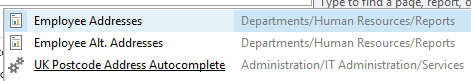 Type to find a page, report, o
Employee Addresses Departments/Human Resources/Reports
Employee Alt. Addresses Departments/Human Resources/Reports
UK Postcode Address Autocomplete Administration/IT Administration/Services